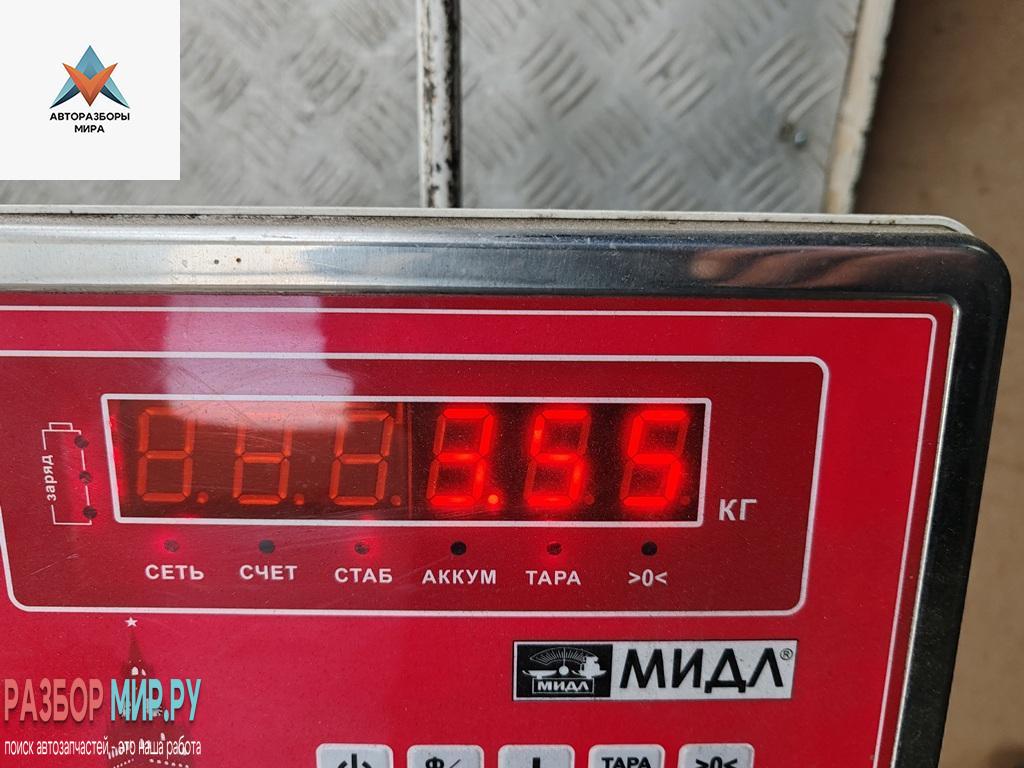 АВТОРАЗБОРЫ
МИРА
заряд
3.55
КГ
СЕТЬ СЧЕТ СТАБ АККУМ ТАРА >0<
МИДЛ
МИДЛ®
РАЗБОР МИР.РУ
поиск автозапчастей - это наша работа
ТАРА >0<